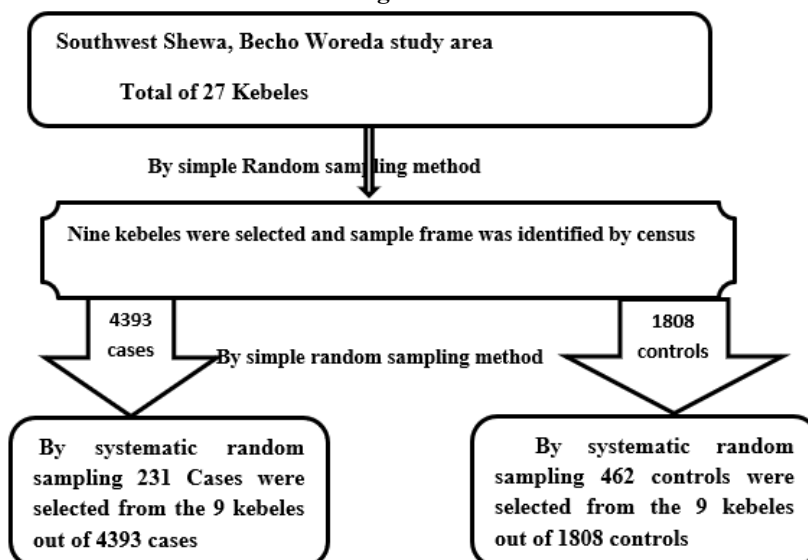 Southwest Shewa, Becho Woreda study area
Total of 27 Kebeles
By simple Random sampling method
Nine kebeles were selected and sample frame was identified by census
4393
cases
By simple random sampling method
1808
controls
By systematic random
sampling 231 Cases were
selected from the 9 kebeles
out of 4393 cases
By systematic random
sampling 462 controls were
selected from the 9 kebeles
out of 1808 controls